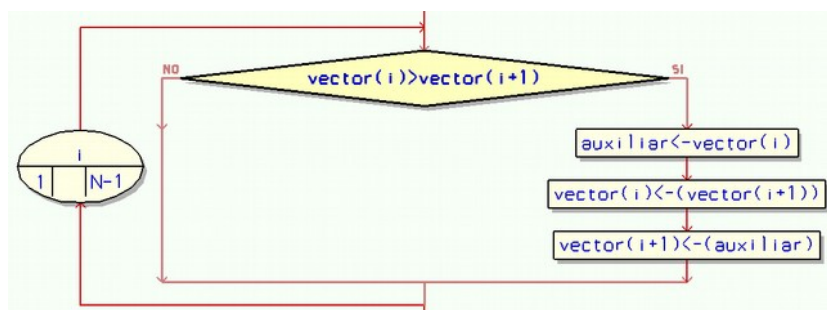 NO
vector(i)>vector(i+1)
SI
auxiliar<-vector(i)
i
1 N-1
vector(i)<-(vector(i+1))
vector(i+1)<-(auxiliar)